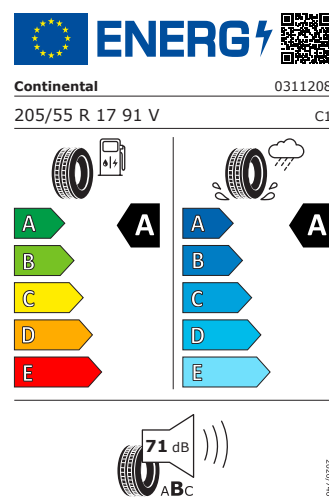 ENERG
Continental 0311208
205/55 R 17 91 V C1
A A A A
B B
C C
D D
E E
71 dB
ABC